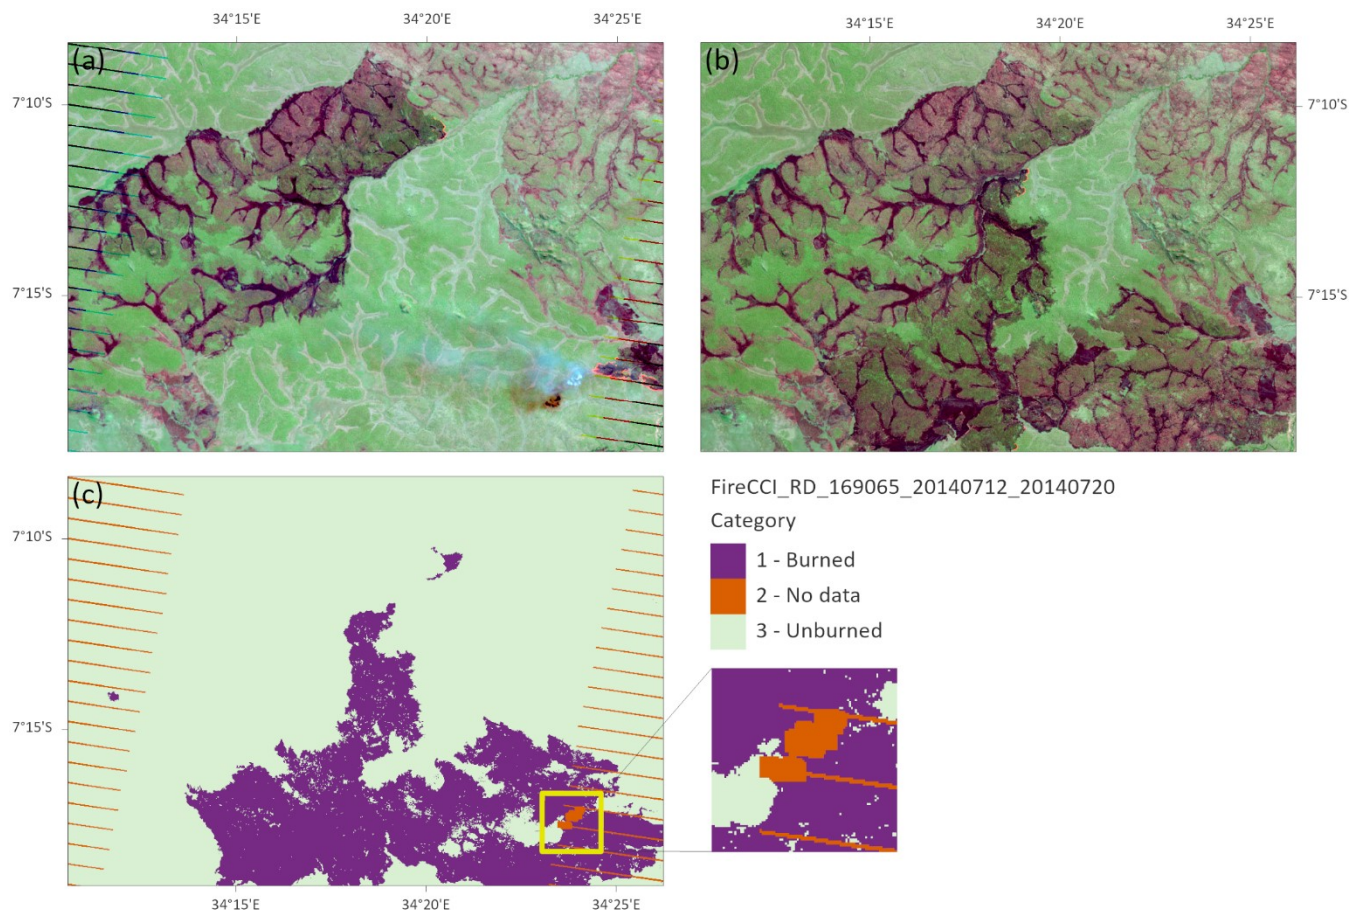 34°15'E 34°20'E 34°25'E
34°15'E 34°20'E 34°25'E
(a)
(b)
7°10'S
7°10'S
7°15'S
7°15'S
(c)
FireCCI_RD_169065_20140712_20140720
Category
7°10'S
1 - Burned
2 - No data
3 - Unburned
7°15'S
34°15'E 34°20'E 34°25'E